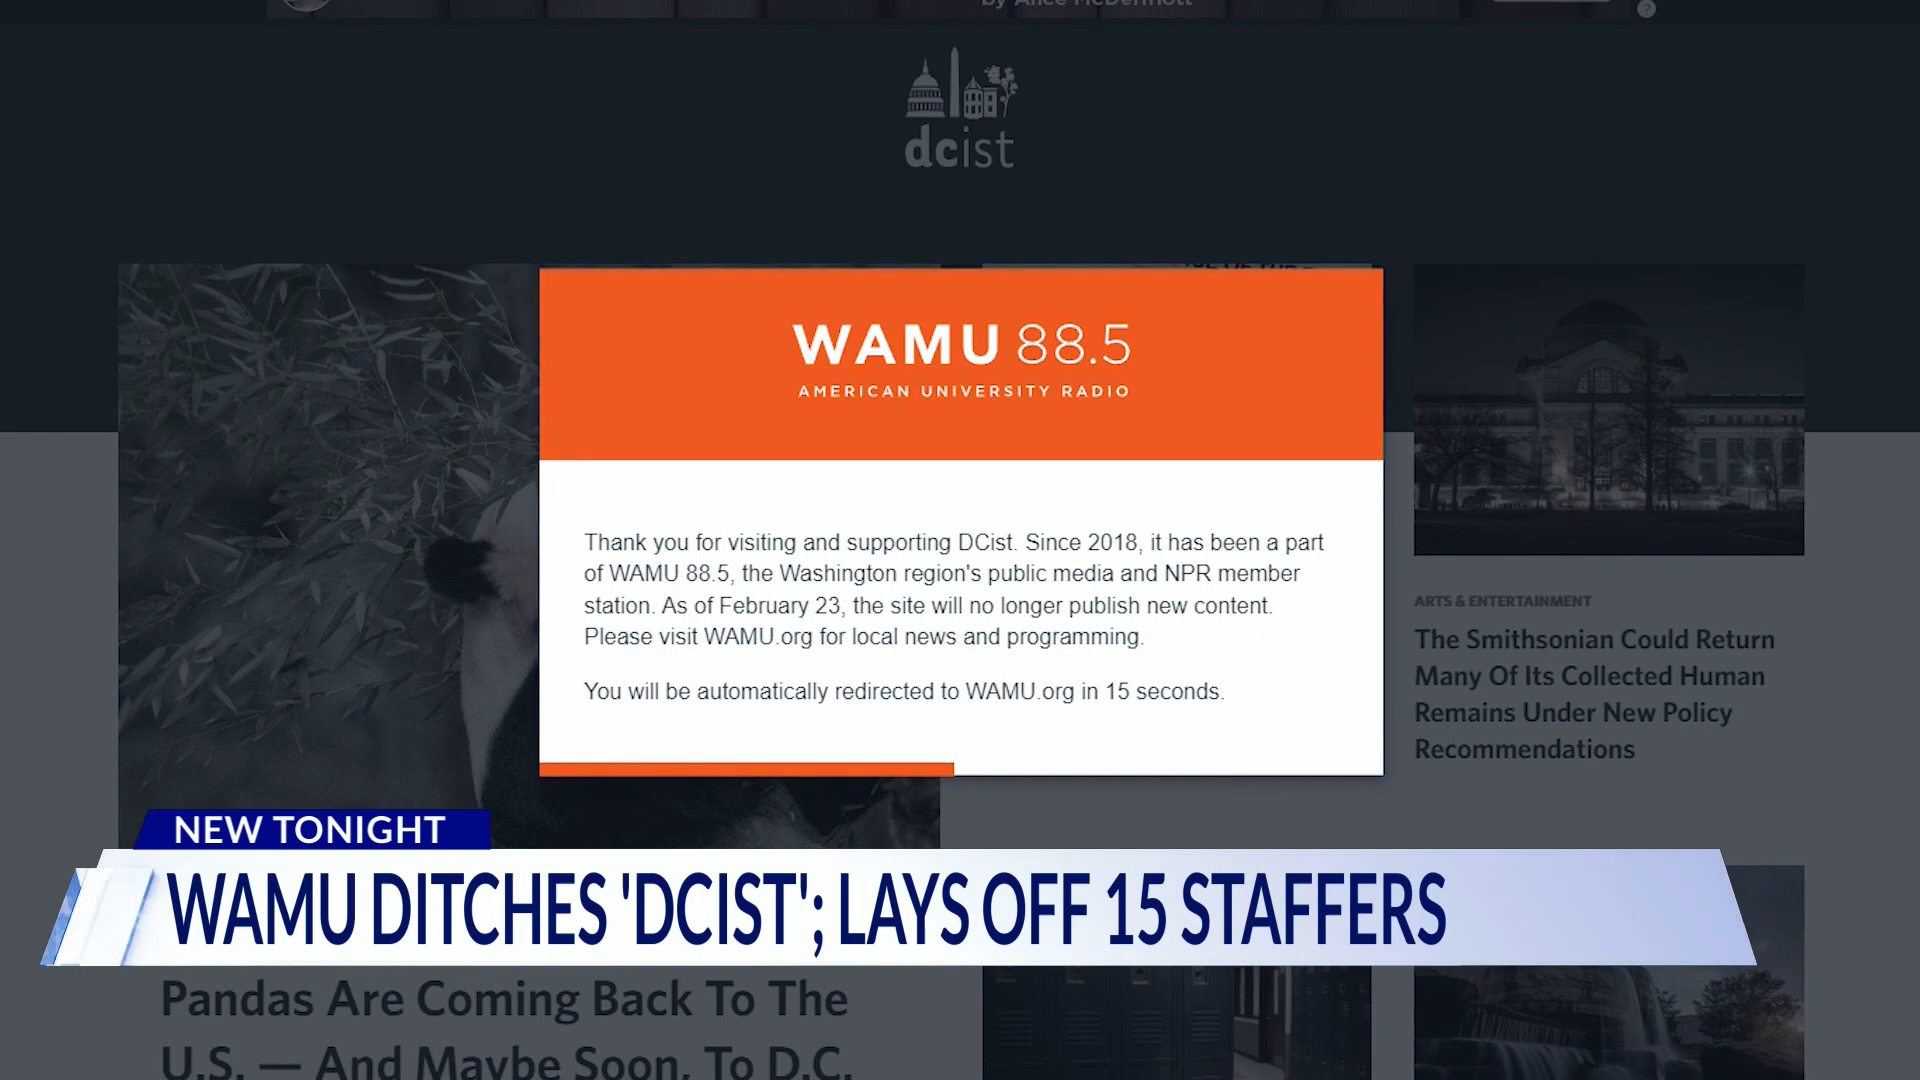 by Alice McDermott
?
dcist
WAMU 88.5
AMERICAN UNIVERSITY RADIO
Thank you for visiting and supporting DCist. Since 2018, it has been a part
of WAMU 88.5, the Washington region's public media and NPR member
station. As of February 23, the site will no longer publish new content.
Please visit WAMU.org for local news and programming.
You will be automatically redirected to WAMU.org in 15 seconds.
ARTS & ENTERTAINMENT
The Smithsonian Could Return
Many Of Its Collected Human
Remains Under New Policy
Recommendations
NEW TONIGHT
WAMU DITCHES 'DCIST'; LAYS OFF 15 STAFFERS
Pandas Are Coming Back To The
U.S. — And Maybe Soon, To D.C.